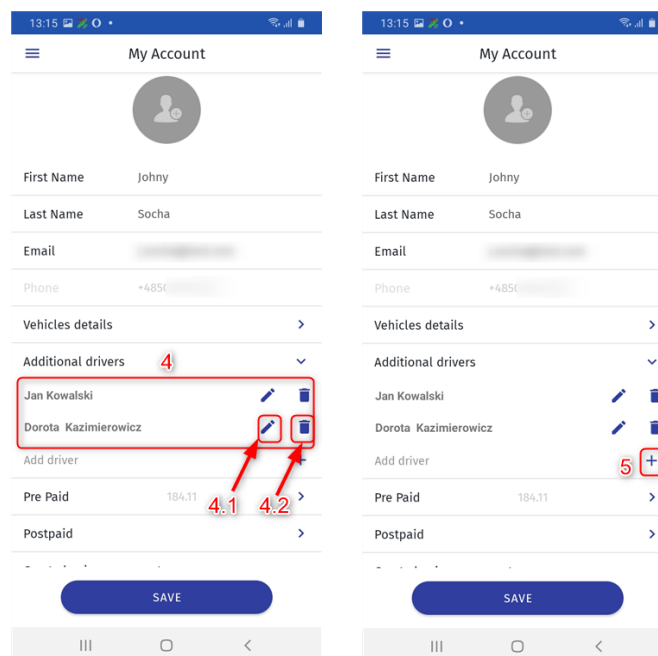 13:15
My Account
First Name Johny
Last Name Socha
Email
Phone +485
Vehicles details
Additional drivers 4
Jan Kowalski
Dorota Kazimierowicz
Add driver
Pre Paid 184.11
4.1 4.2
Postpaid
SAVE
13:15
My Account
First Name Johny
Last Name Socha
Email
Phone +485
Vehicles details
Additional drivers
Jan Kowalski
Dorota Kazimierowicz
Add driver
5
Pre Paid 184.11
Postpaid
SAVE